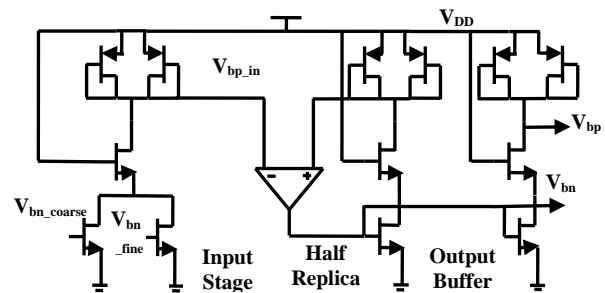 V_DD
V_bp_in
V_bp
V_bn
- +
V_bn_coarse
V_bn
_fine
Input
Stage
Half
Replica
Output
Buffer